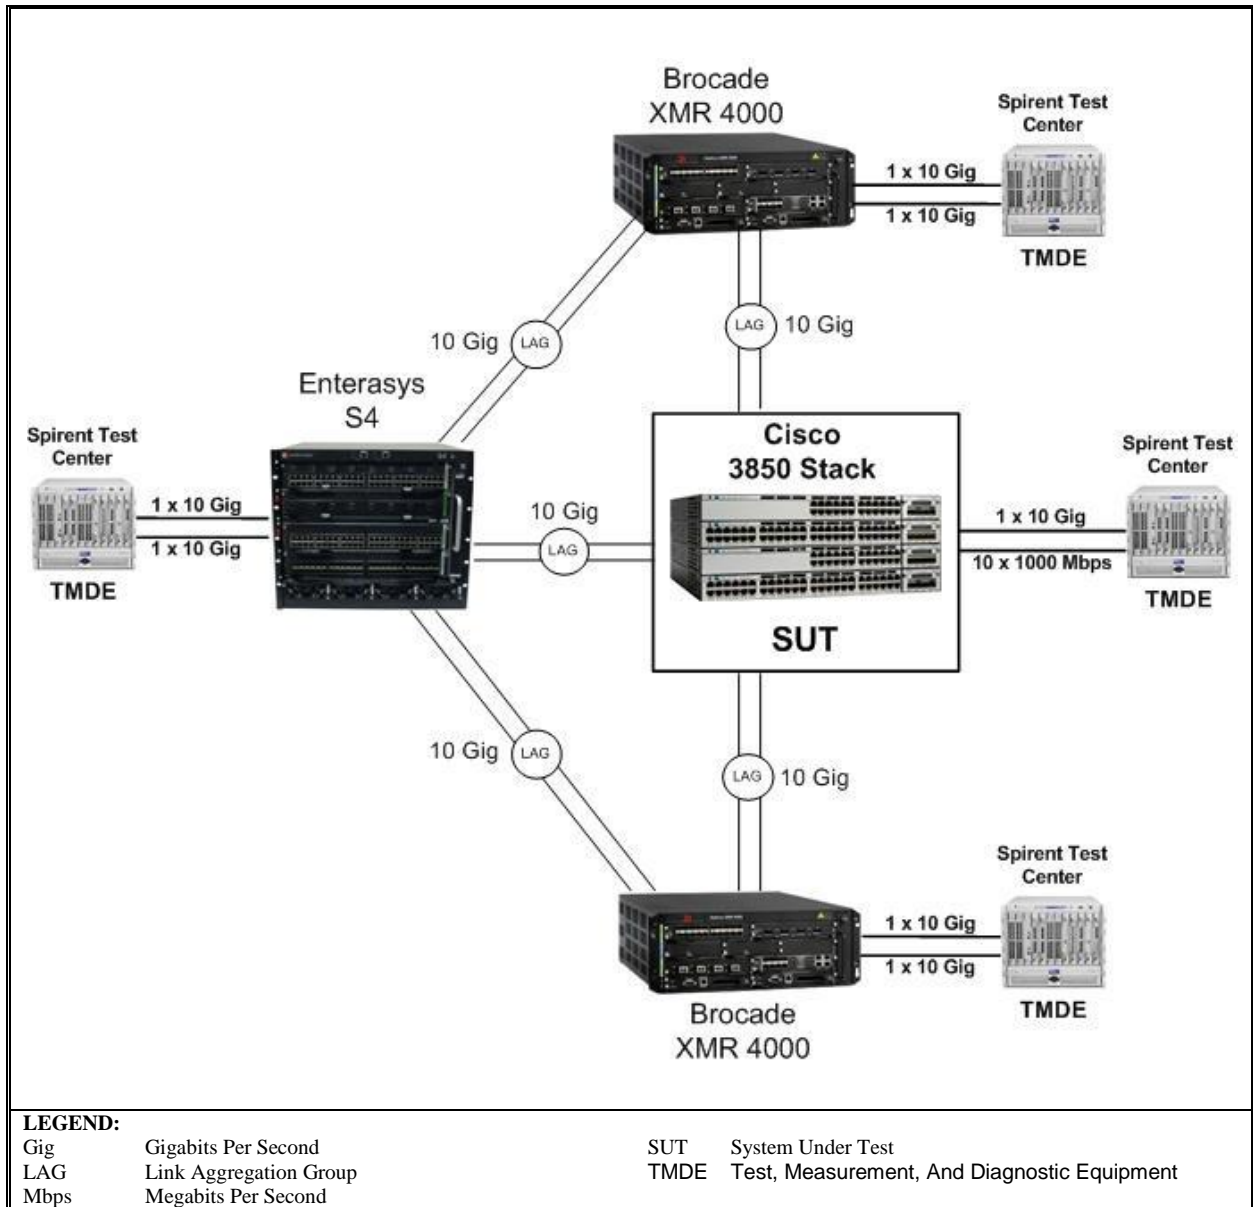 Brocade
XMR 4000
Spirent Test
Center
1 x 10 Gig
1 x 10 Gig
TMDE
10 Gig
LAG
LAG
10 Gig
Enterasys
S4
Spirent Test
Center
1 x 10 Gig
1 x 10 Gig
TMDE
10 Gig
LAG
Cisco
3850 Stack
SUT
Spirent Test
Center
1 x 10 Gig
10 x 1000 Mbps
TMDE
10 Gig
LAG
LAG
10 Gig
Spirent Test
Center
1 x 10 Gig
1 x 10 Gig
TMDE
Brocade
XMR 4000
LEGEND:
Gig Gigabits Per Second
LAG Link Aggregation Group
Mbps Megabits Per Second
SUT System Under Test
TMDE Test, Measurement, And Diagnostic Equipment